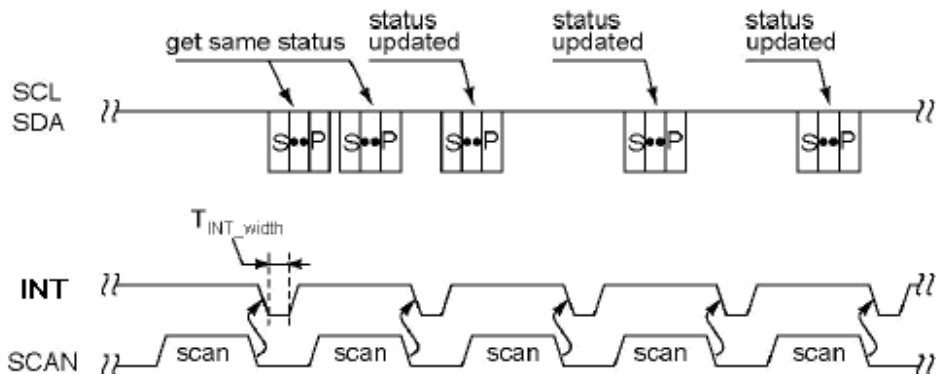 status
updated
status
updated
status
updated
get same status
SCL
SDA
S••P
S••P
S••P
S••P
S••P
TINT_width
INT
SCAN
scan
scan
scan
scan
scan